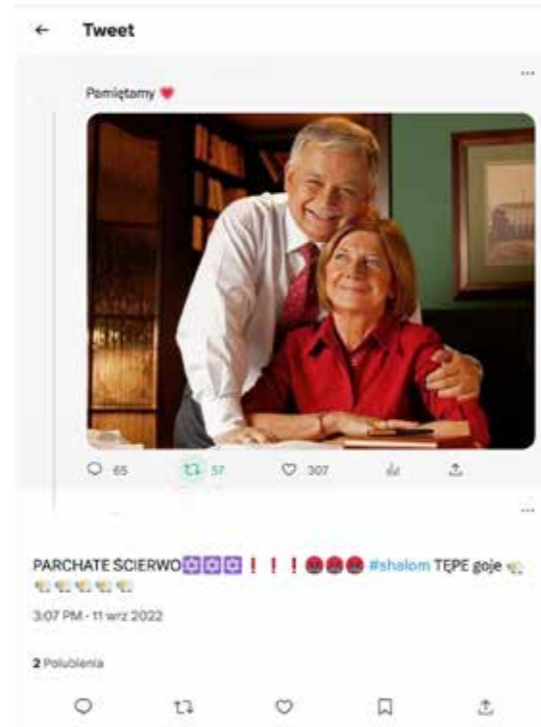 Tweet
Pamiętamy ❤
65 57 307
PARCHATE ŚCIERWO🔯🔯🔯❗❗❗🤬🤬🤬 #shalom TĘPE goje 🐑
🐑🐑🐑🐑🐑
3:07 PM · 11 wrz 2022
2 Polubienia